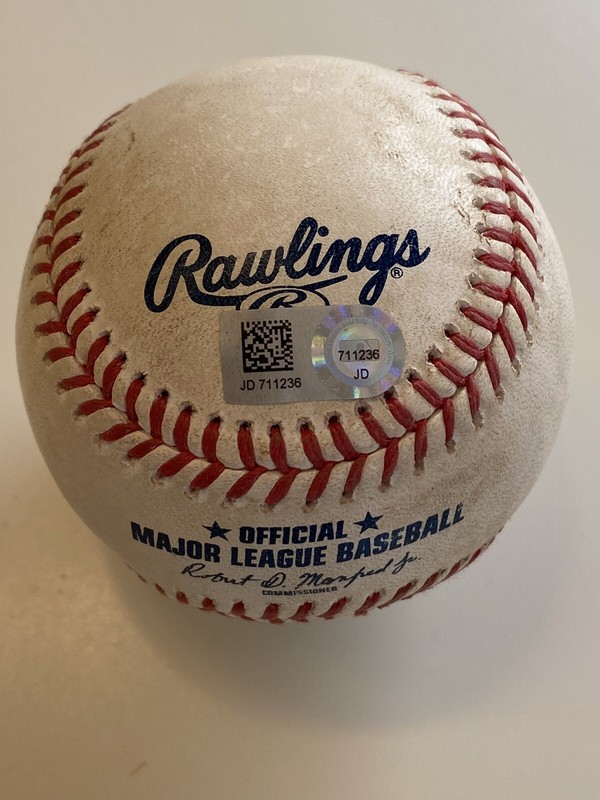 Rawlings®
R
JD 711236
711236
JD
★ OFFICIAL ★
MAJOR LEAGUE BASEBALL
Robert D. Manfred Jr.
COMMISSIONER